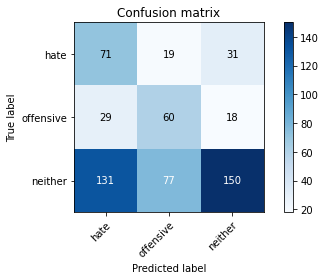 Confusion matrix
hate 71 19 31
offensive 29 60 18
neither 131 77 150
hate offensive neither
True label
Predicted label
140
120
100
80
60
40
20